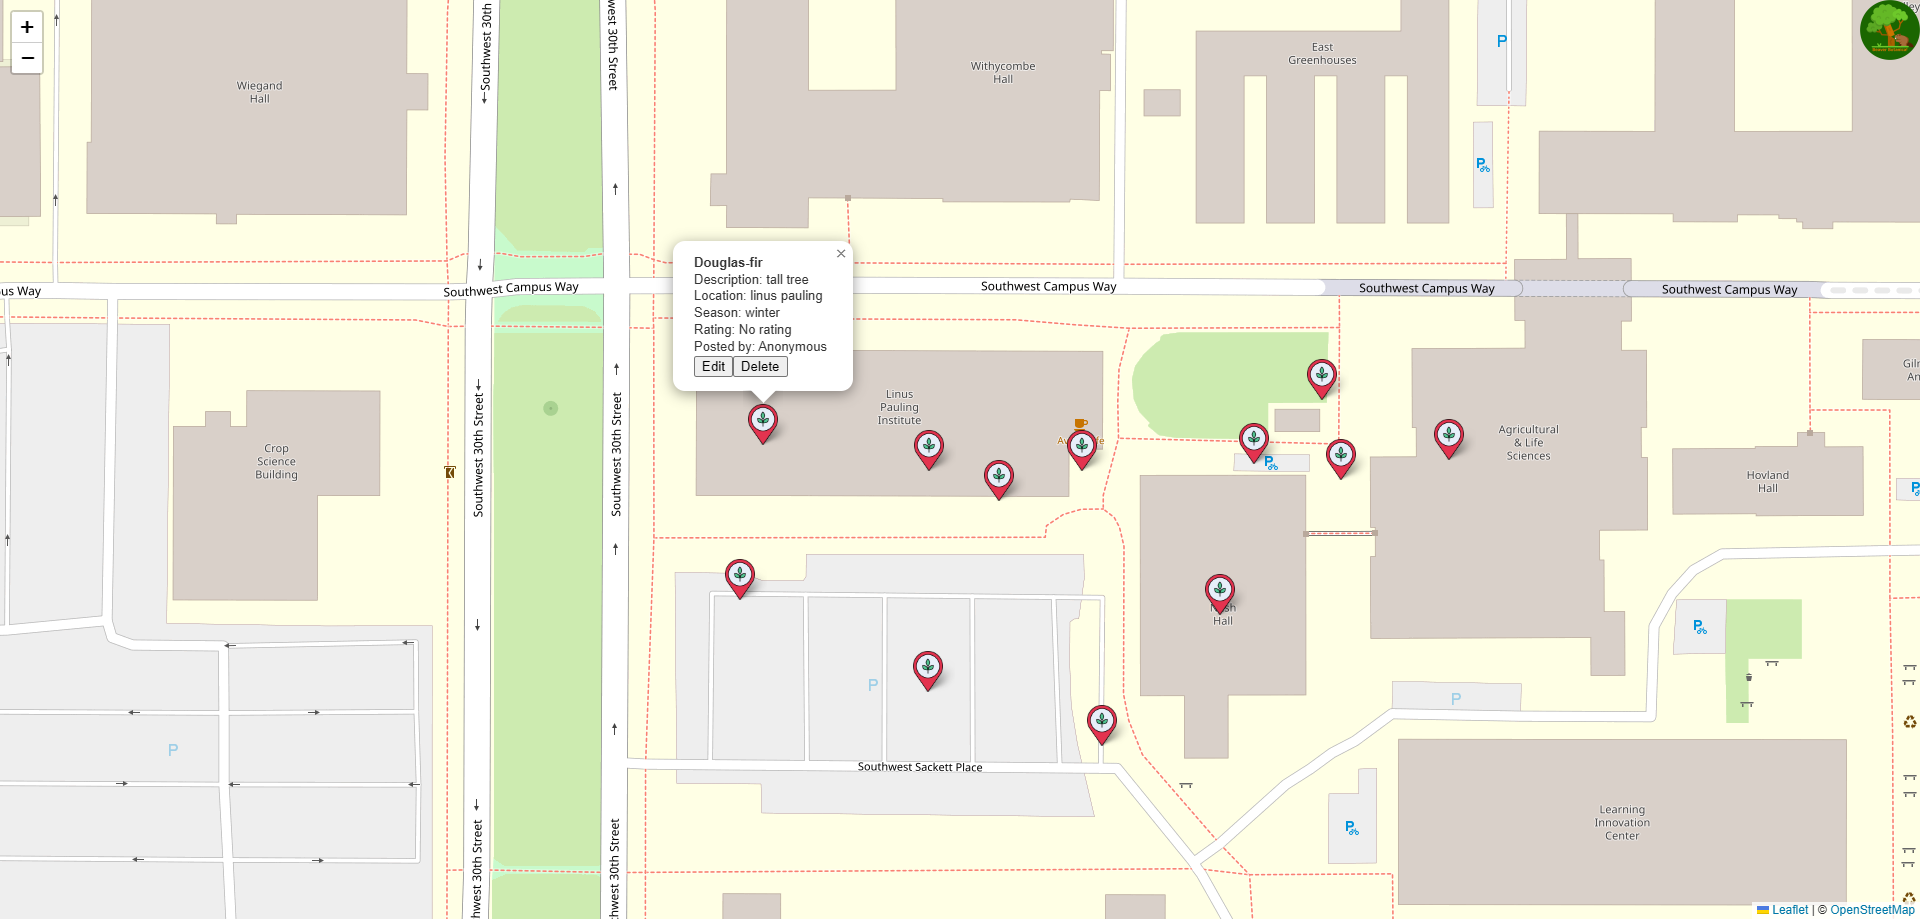 +
−
Wiegand
Hall
Southwest 30th
west 30th Street
Withycombe
Hall
East
Greenhouses
P
P
us Way
Southwest Campus Way
Southwest Campus Way
Southwest Campus Way
Southwest Campus Way
×
Douglas-fir
Description: tall tree
Location: linus pauling
Season: winter
Rating: No rating
Posted by: Anonymous
Edit
Delete
Linus
Pauling
Institute
Crop
Science
Building
Southwest 30th Street
Southwest 30th Street
P
Agricultural
& Life
Sciences
Hovland
Hall
P
Hall
P
P
P
P
Southwest Sackett Place
P
Learning
Innovation
Center
west 30th Street
hwest 30th Street
Leaflet | © OpenStreetMap